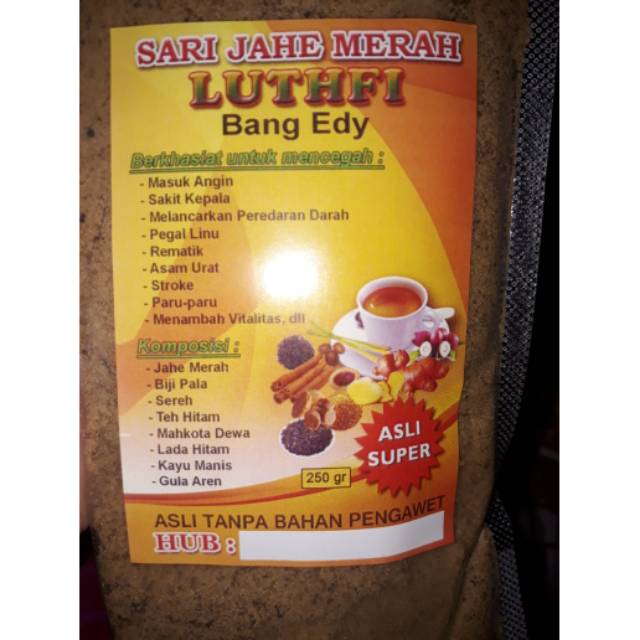 SARI JAHE MERAH
LUTHFI
Bang Edy
Berkhasiat untuk mencegah :
- Masuk Angin
- Sakit Kepala
- Melancarkan Peredaran Darah
- Pegal Linu
- Rematik
- Asam Urat
- Stroke
- Paru-paru
- Menambah Vitalitas, dll
Komposisi :
- Jahe Merah
- Biji Pala
- Sereh
- Teh Hitam
- Mahkota Dewa
- Lada Hitam
- Kayu Manis
- Gula Aren
ASLI
SUPER
250 gr
ASLI TANPA BAHAN PENGAWET
HUB :